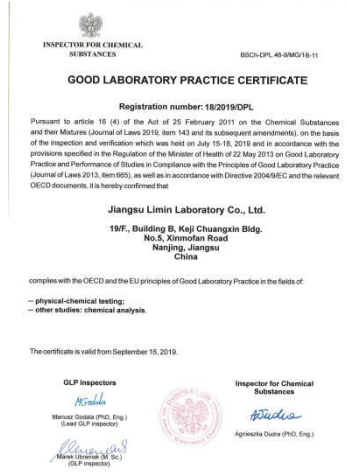 INSPECTOR FOR CHEMICAL
SUBSTANCES
BSCh-DPL.46-9/MG/18-11
GOOD LABORATORY PRACTICE CERTIFICATE
Registration number: 18/2019/DPL
Pursuant to article 16 (4) of the Act of 25 February 2011 on the Chemical Substances
and their Mixtures (Journal of Laws 2019, item 143 and its subsequent amendments), on the basis
of the inspection and verification which was held on July 15-18, 2019 and in accordance with the
provisions specified in the Regulation of the Minister of Health of 22 May 2013 on Good Laboratory
Practice and Performance of Studies in Compliance with the Principles of Good Laboratory Practice
(Journal of Laws 2013, item 665), as well as in accordance with Directive 2004/9/EC and the relevant
OECD documents, it is hereby confirmed that
Jiangsu Limin Laboratory Co., Ltd.
19/F., Building B, Keji Chuangxin Bldg.
No.5, Xinmofan Road
Nanjing, Jiangsu
China
complies with the OECD and the EU principles of Good Laboratory Practice in the fields of:
– physical-chemical testing;
– other studies: chemical analysis.
The certificate is valid from September 16, 2019.
GLP Inspectors
Mariusz Godala (PhD, Eng.)
(Lead GLP inspector)
Marek Ubraniak (M. Sc.)
(GLP inspector)
Inspector for Chemical
Substances
Agnieszka Dudra (PhD, Eng.)